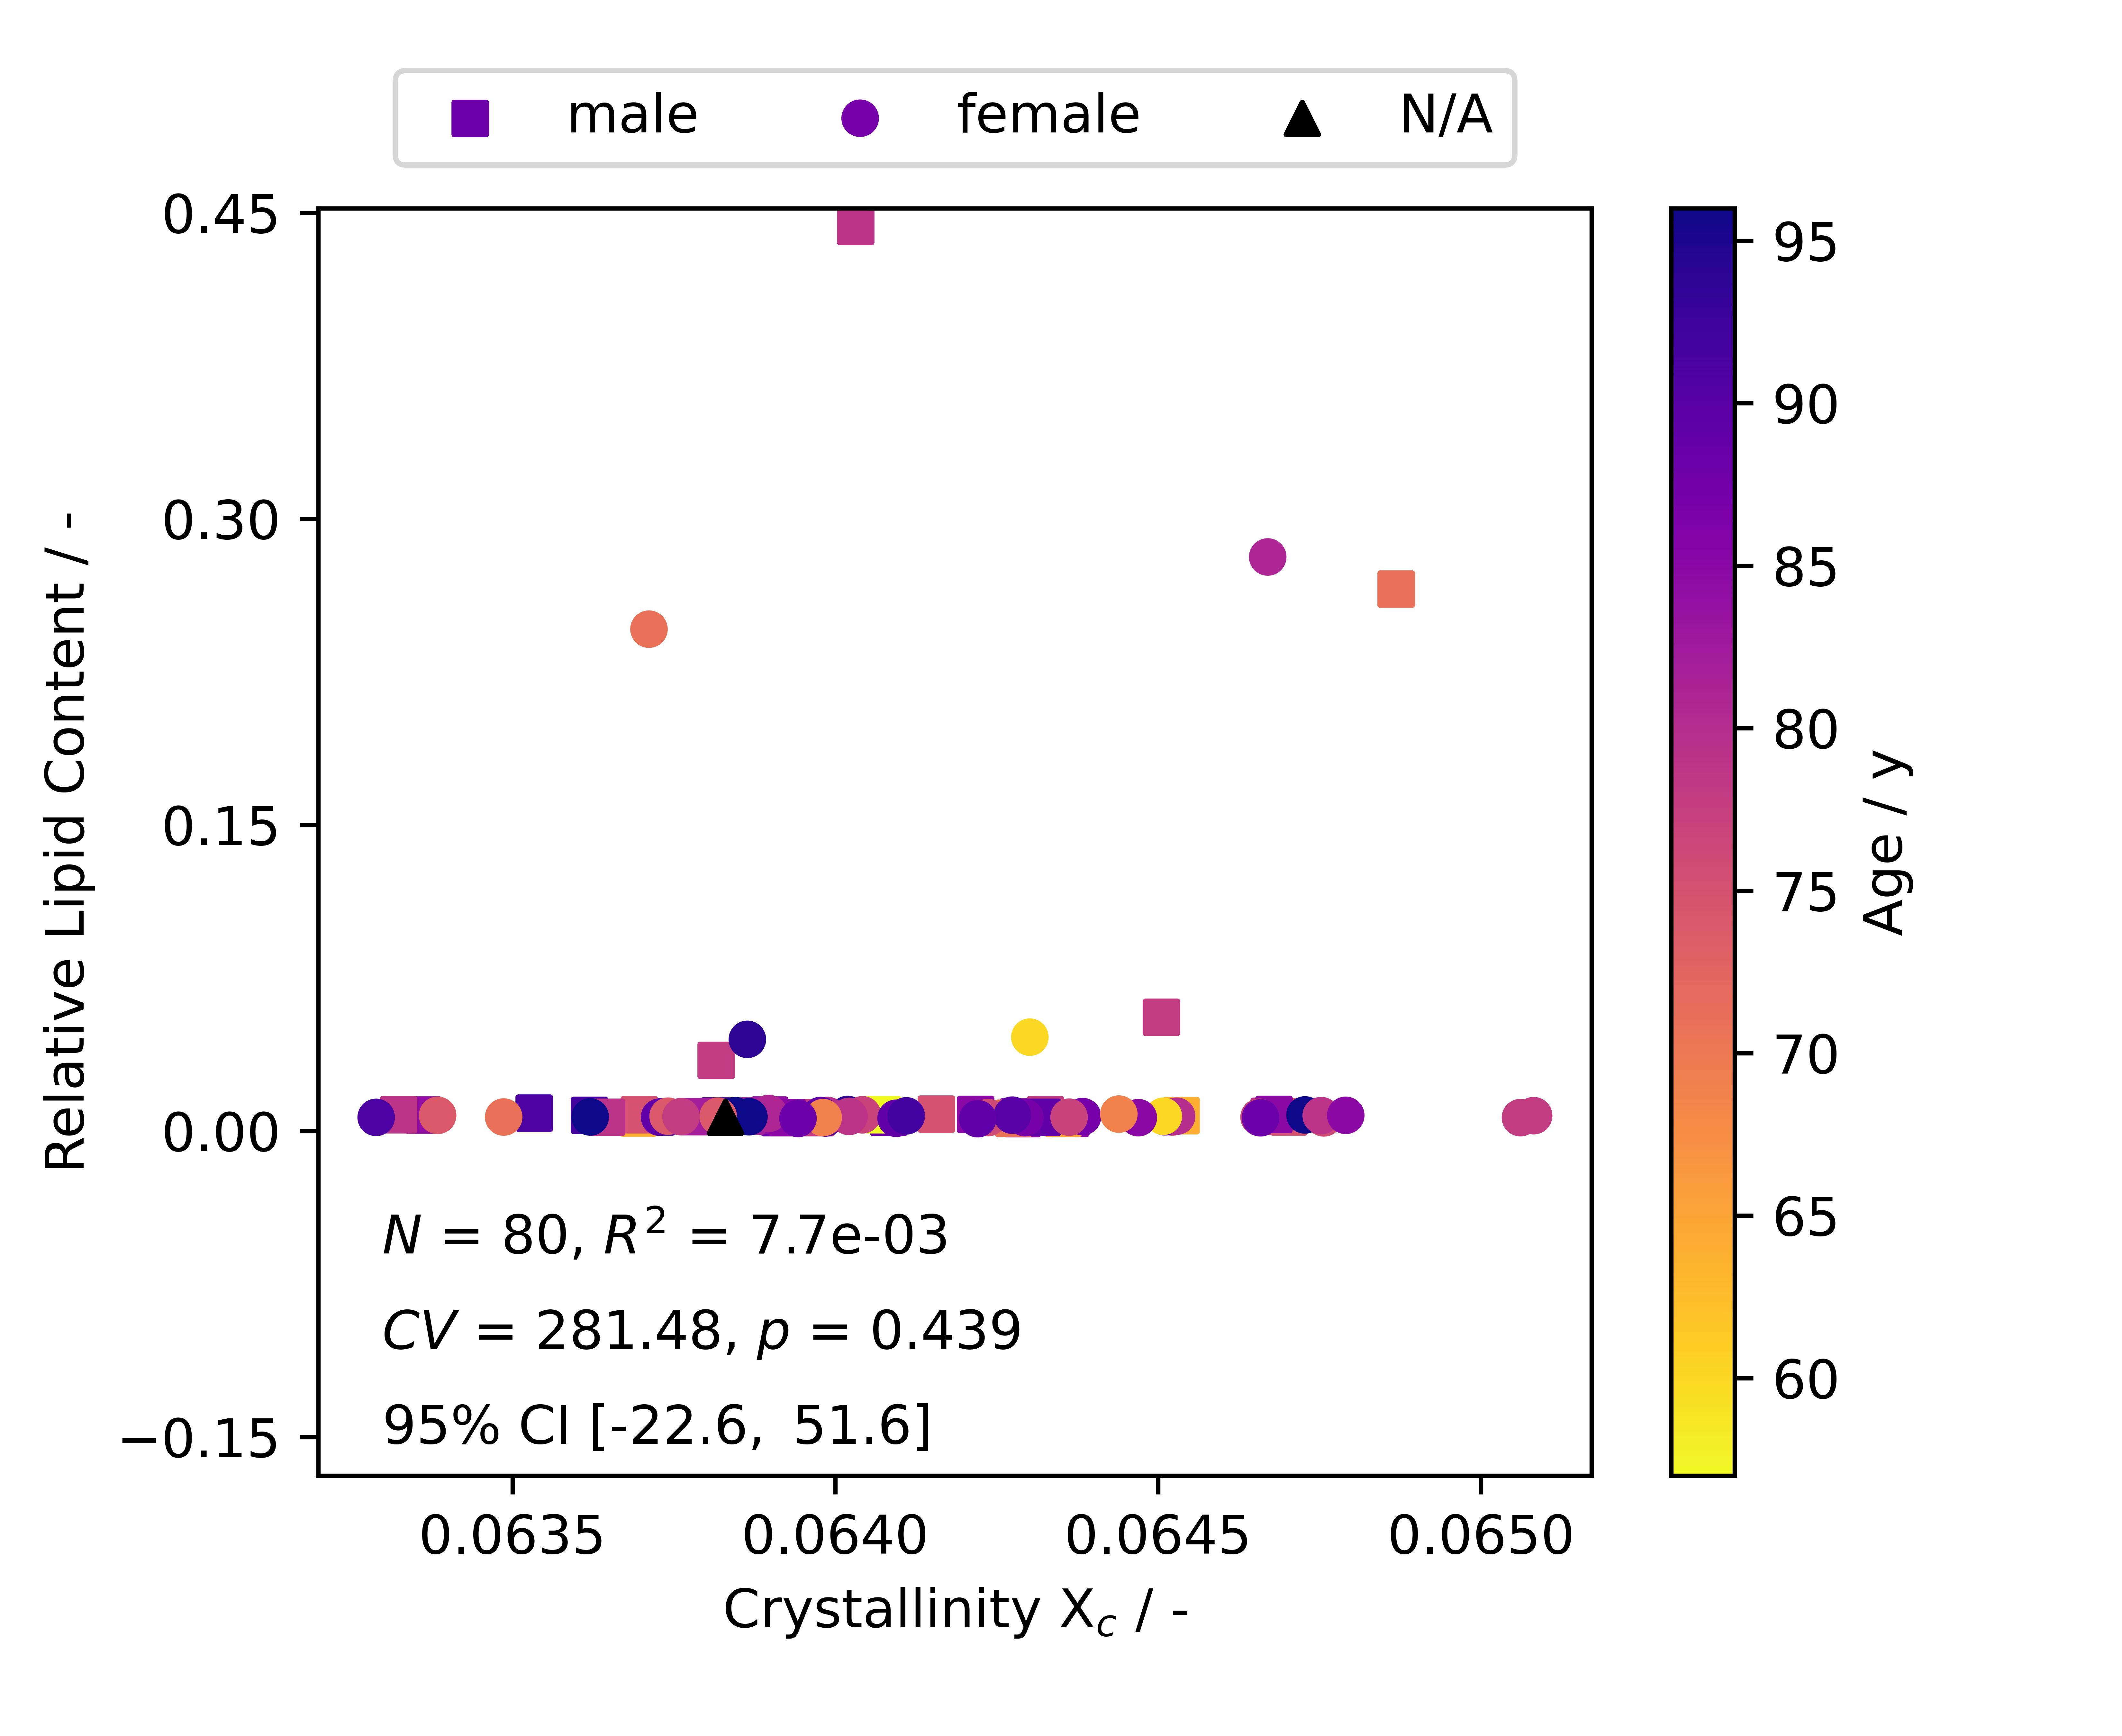 male female N/A
0.45
0.30
0.15
0.00
−0.15
Relative Lipid Content / -
N = 80, R² = 7.7e-03
CV = 281.48, p = 0.439
95% CI [-22.6, 51.6]
0.0635 0.0640 0.0645 0.0650
Crystallinity X_c / -
95
90
85
80
75
70
65
60
Age / y